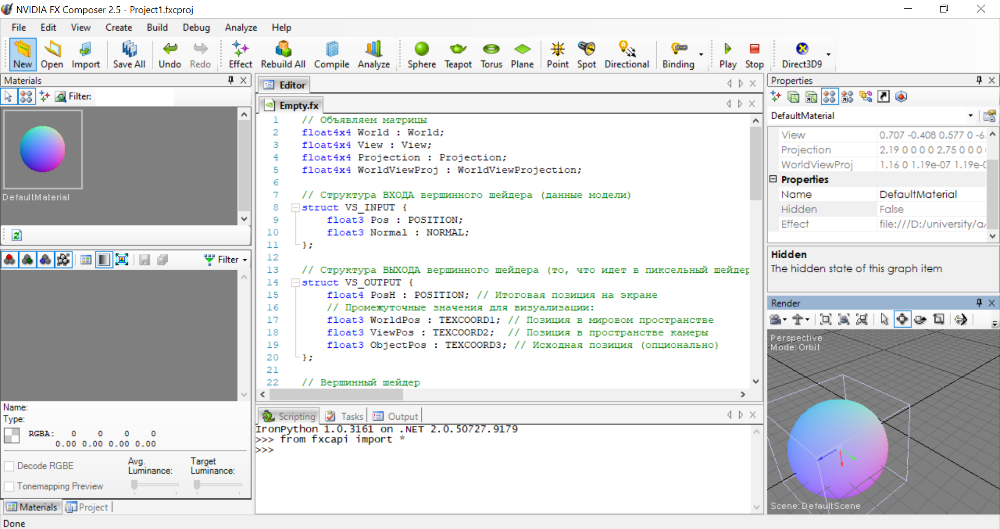 NVIDIA FX Composer 2.5 - Project1.fxcproj
File Edit View Create Build Debug Analyze Help
New Open Import Save All Undo Redo Effect Rebuild All Compile Analyze Sphere Teapot Torus Plane Point Spot Directional Binding Play Stop Direct3D9
Materials
Filter:
DefaultMaterial
Filter
Name:
Type:
RGBA: 0 0 0 0
0.00 0.00 0.00 0.00
Decode RGBE
Avg. Luminance:
Target Luminance:
Tonemapping Preview
Materials Project
Done
Editor
Empty.fx
1 // Объявляем матрицы
2 float4x4 World : World;
3 float4x4 View : View;
4 float4x4 Projection : Projection;
5 float4x4 WorldViewProj : WorldViewProjection;
6
7 // Структура ВХОДА вершинного шейдера (данные модели)
8 struct VS_INPUT {
9 float3 Pos : POSITION;
10 float3 Normal : NORMAL;
11 };
12
13 // Структура ВЫХОДА вершинного шейдера (то, что идет в пиксельный шейдер
14 struct VS_OUTPUT {
15 float4 PosH : POSITION; // Итоговая позиция на экране
16 // Промежуточные значения для визуализации:
17 float3 WorldPos : TEXCOORD1; // Позиция в мировом пространстве
18 float3 ViewPos : TEXCOORD2; // Позиция в пространстве камеры
19 float3 ObjectPos : TEXCOORD3; // Исходная позиция (опционально)
20 };
21
22 // Вершинный шейдер
Scripting Tasks Output
IronPython 1.0.3161 on .NET 2.0.50727.9179
>>> from fxcapi import *
>>>
Properties
DefaultMaterial
View 0.707 -0.408 0.577 0 -6.
Projection 2.19 0 0 0 0 2.75 0 0 0
WorldViewProj 1.16 0 1.19e-07 1.19e-0
Properties
Name DefaultMaterial
Hidden False
Effect file:///D:/university/a/
Hidden
The hidden state of this graph item
Render
Perspective
Mode: Orbit
Scene: DefaultScene